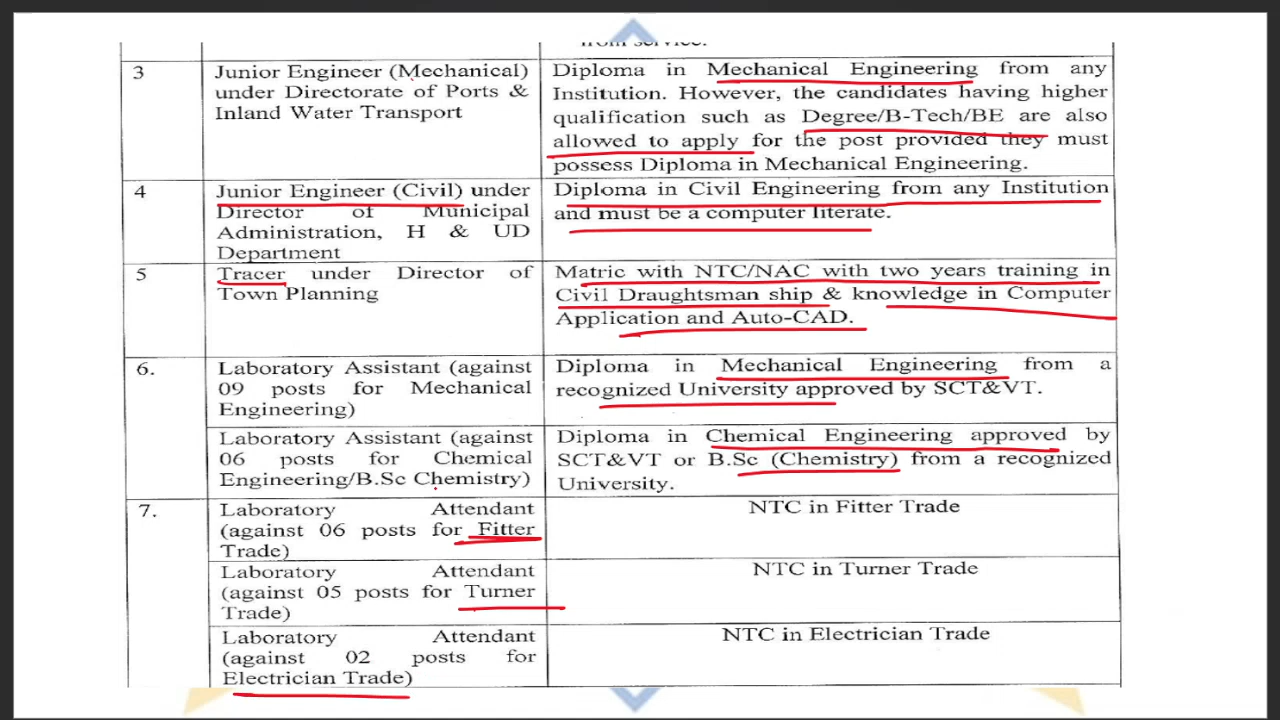 from service.
3
Junior Engineer (Mechanical)
under Directorate of Ports &
Inland Water Transport
Diploma in Mechanical Engineering from any
Institution. However, the candidates having higher
qualification such as Degree/B-Tech/BE are also
allowed to apply for the post provided they must
possess Diploma in Mechanical Engineering.
4
Junior Engineer (Civil) under
Director of Municipal
Administration, H & UD
Department
Diploma in Civil Engineering from any Institution
and must be a computer literate.
5
Tracer under Director of
Town Planning
Matric with NTC/NAC with two years training in
Civil Draughtsman ship & knowledge in Computer
Application and Auto-CAD.
6.
Laboratory Assistant (against
09 posts for Mechanical
Engineering)
Diploma in Mechanical Engineering from a
recognized University approved by SCT&VT.
Laboratory Assistant (against
06 posts for Chemical
Engineering/B.Sc Chemistry)
Diploma in Chemical Engineering approved by
SCT&VT or B.Sc (Chemistry) from a recognized
University.
7.
Laboratory Attendant
(against 06 posts for Fitter
Trade)
NTC in Fitter Trade
Laboratory Attendant
(against 05 posts for Turner
Trade)
NTC in Turner Trade
Laboratory Attendant
(against 02 posts for
Electrician Trade)
NTC in Electrician Trade